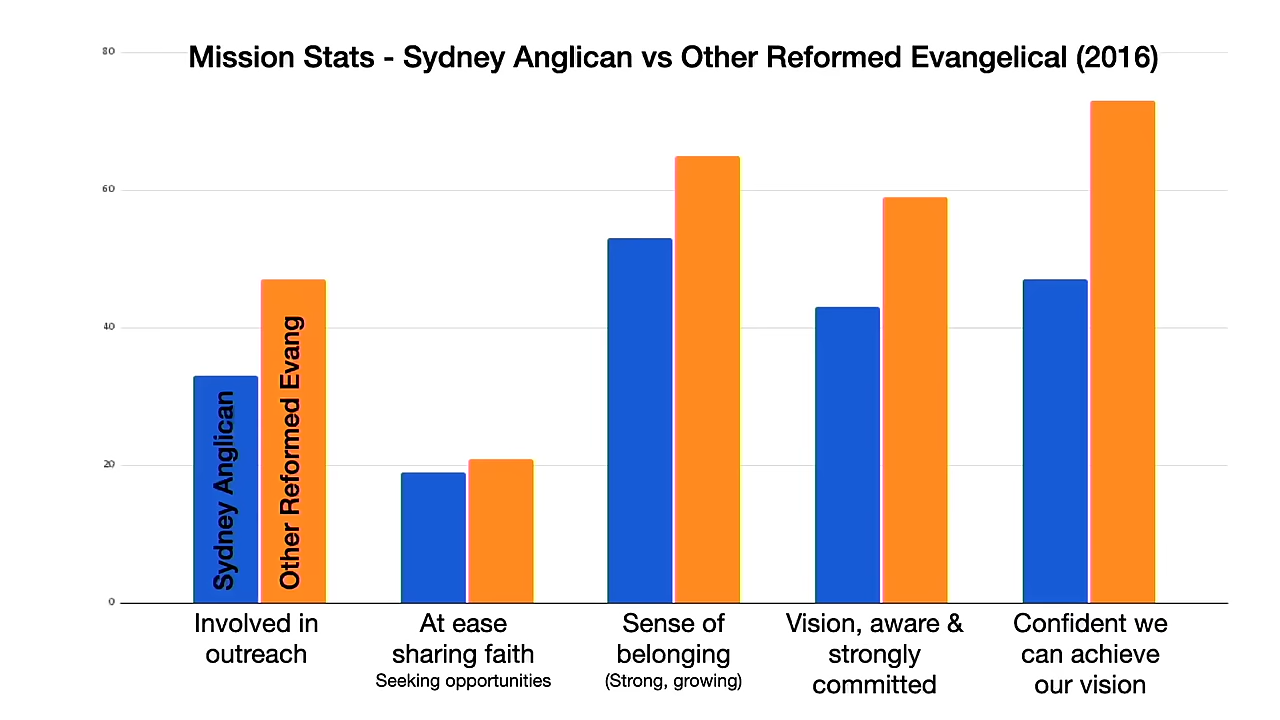 Mission Stats - Sydney Anglican vs Other Reformed Evangelical (2016)
80
60
40
20
0
Sydney Anglican
Other Reformed Evang
Involved in
outreach
At ease
sharing faith
Seeking opportunities
Sense of
belonging
(Strong, growing)
Vision, aware &
strongly
committed
Confident we
can achieve
our vision